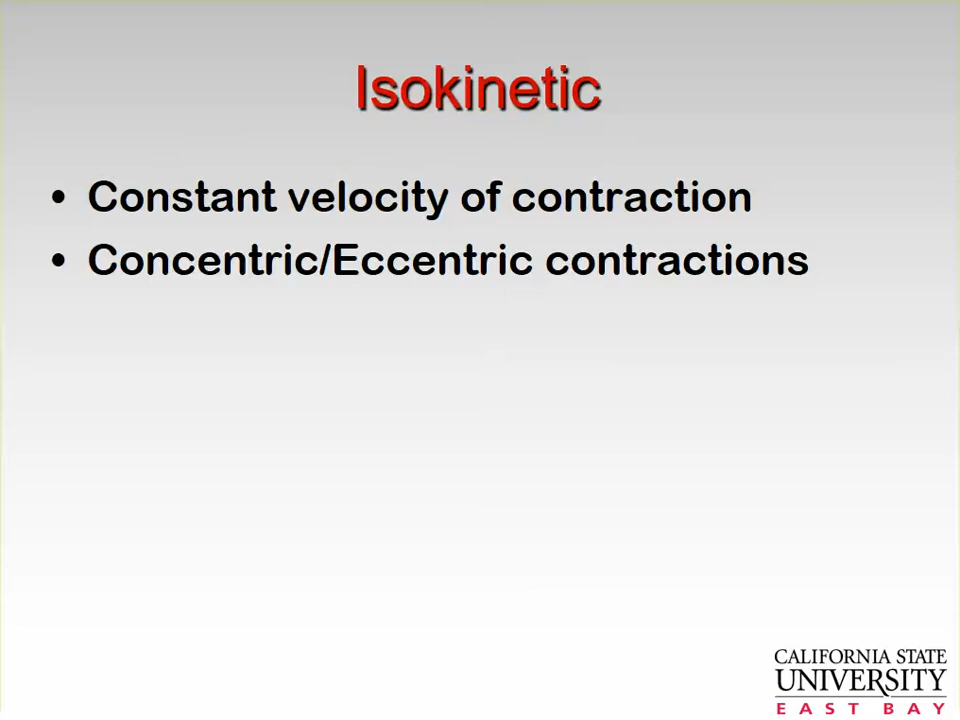 Isokinetic
• Constant velocity of contraction
• Concentric/Eccentric contractions
CALIFORNIA STATE
UNIVERSITY
EAST BAY